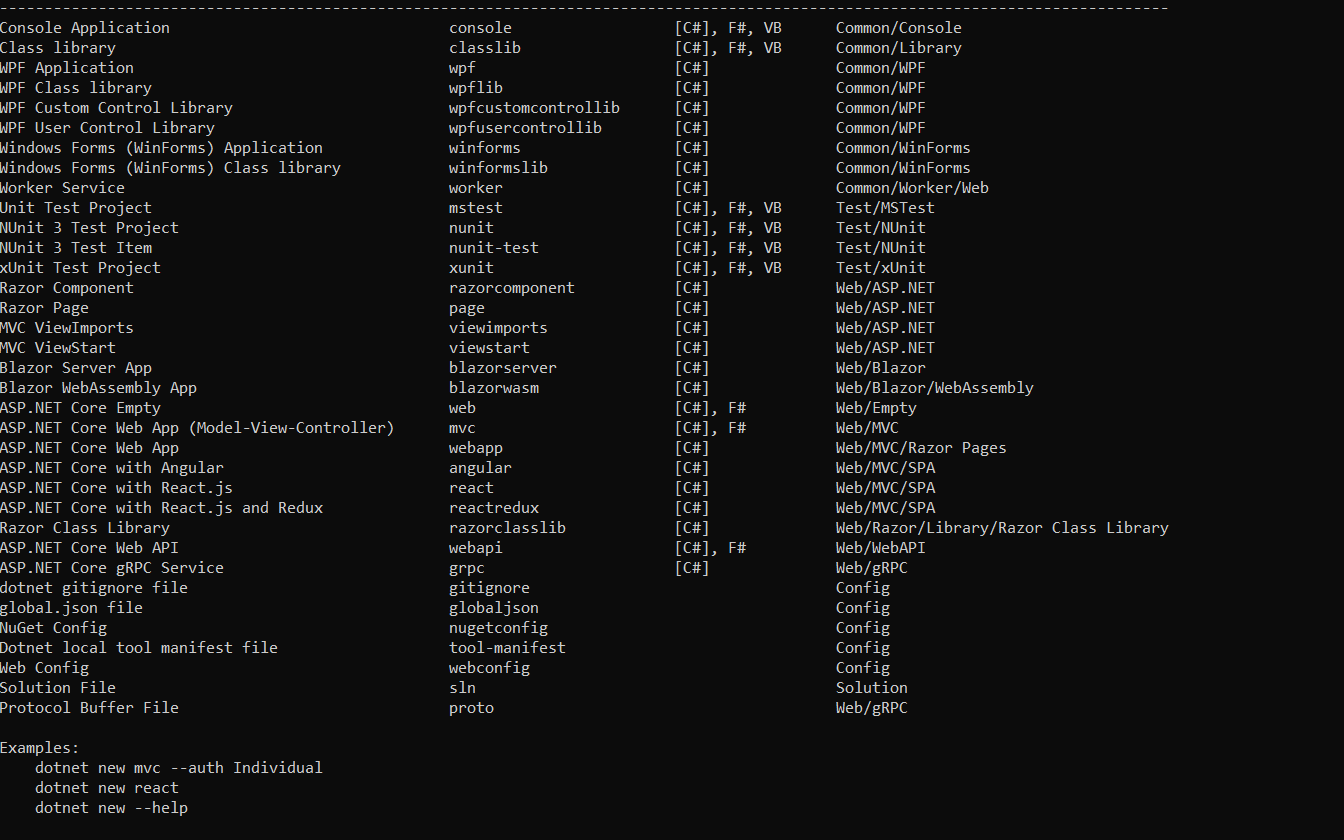 --------------------------------------------------------------------------------------------------------------------------------
Console Application console [C#], F#, VB Common/Console
Class library classlib [C#], F#, VB Common/Library
WPF Application wpf [C#] Common/WPF
WPF Class library wpflib [C#] Common/WPF
WPF Custom Control Library wpfcustomcontrollib [C#] Common/WPF
WPF User Control Library wpfusercontrollib [C#] Common/WPF
Windows Forms (WinForms) Application winforms [C#] Common/WinForms
Windows Forms (WinForms) Class library winformslib [C#] Common/WinForms
Worker Service worker [C#] Common/Worker/Web
Unit Test Project mstest [C#], F#, VB Test/MSTest
NUnit 3 Test Project nunit [C#], F#, VB Test/NUnit
NUnit 3 Test Item nunit-test [C#], F#, VB Test/NUnit
xUnit Test Project xunit [C#], F#, VB Test/xUnit
Razor Component razorcomponent [C#] Web/ASP.NET
Razor Page page [C#] Web/ASP.NET
MVC ViewImports viewimports [C#] Web/ASP.NET
MVC ViewStart viewstart [C#] Web/ASP.NET
Blazor Server App blazorserver [C#] Web/Blazor
Blazor WebAssembly App blazorwasm [C#] Web/Blazor/WebAssembly
ASP.NET Core Empty web [C#], F# Web/Empty
ASP.NET Core Web App (Model-View-Controller) mvc [C#], F# Web/MVC
ASP.NET Core Web App webapp [C#] Web/MVC/Razor Pages
ASP.NET Core with Angular angular [C#] Web/MVC/SPA
ASP.NET Core with React.js react [C#] Web/MVC/SPA
ASP.NET Core with React.js and Redux reactredux [C#] Web/MVC/SPA
Razor Class Library razorclasslib [C#] Web/Razor/Library/Razor Class Library
ASP.NET Core Web API webapi [C#], F# Web/WebAPI
ASP.NET Core gRPC Service grpc [C#] Web/gRPC
dotnet gitignore file gitignore Config
global.json file globaljson Config
NuGet Config nugetconfig Config
Dotnet local tool manifest file tool-manifest Config
Web Config webconfig Config
Solution File sln Solution
Protocol Buffer File proto Web/gRPC
Examples:
dotnet new mvc --auth Individual
dotnet new react
dotnet new --help